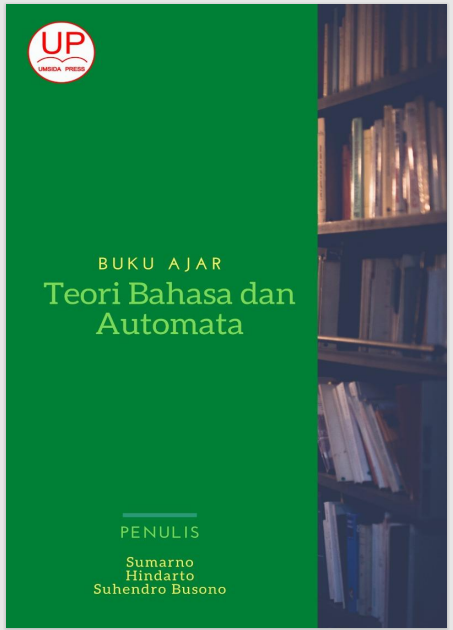 UP
UMSIDA PRESS
BUKU AJAR
Teori Bahasa dan
Automata
PENULIS
Sumarno
Hindarto
Suhendro Busono